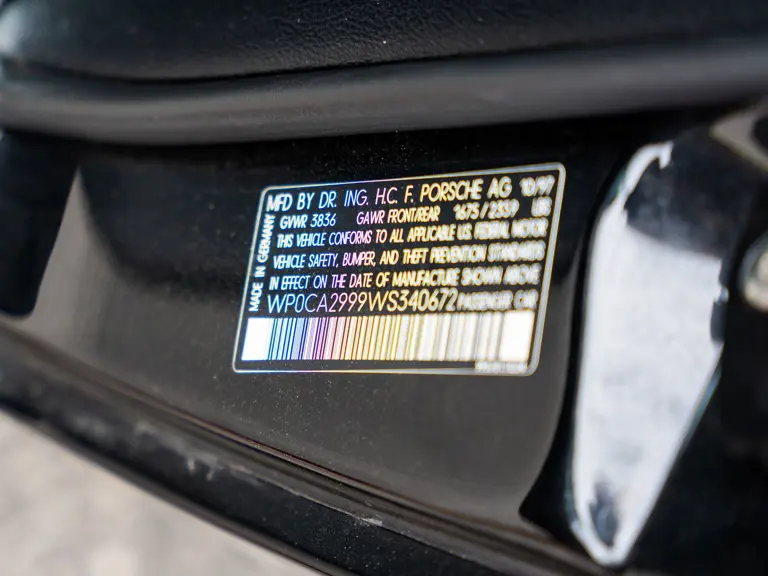 MFD BY DR. ING. H.C. F. PORSCHE AG 10/97
GVWR 3836 GAWR FRONT/REAR 1675/2339 LBS
THIS VEHICLE CONFORMS TO ALL APPLICABLE U.S. FEDERAL MOTOR
VEHICLE SAFETY, BUMPER, AND THEFT PREVENTION STANDARDS
IN EFFECT ON THE DATE OF MANUFACTURE SHOWN ABOVE
WP0CA2999WS340672 PASSENGER CAR
MADE IN GERMANY